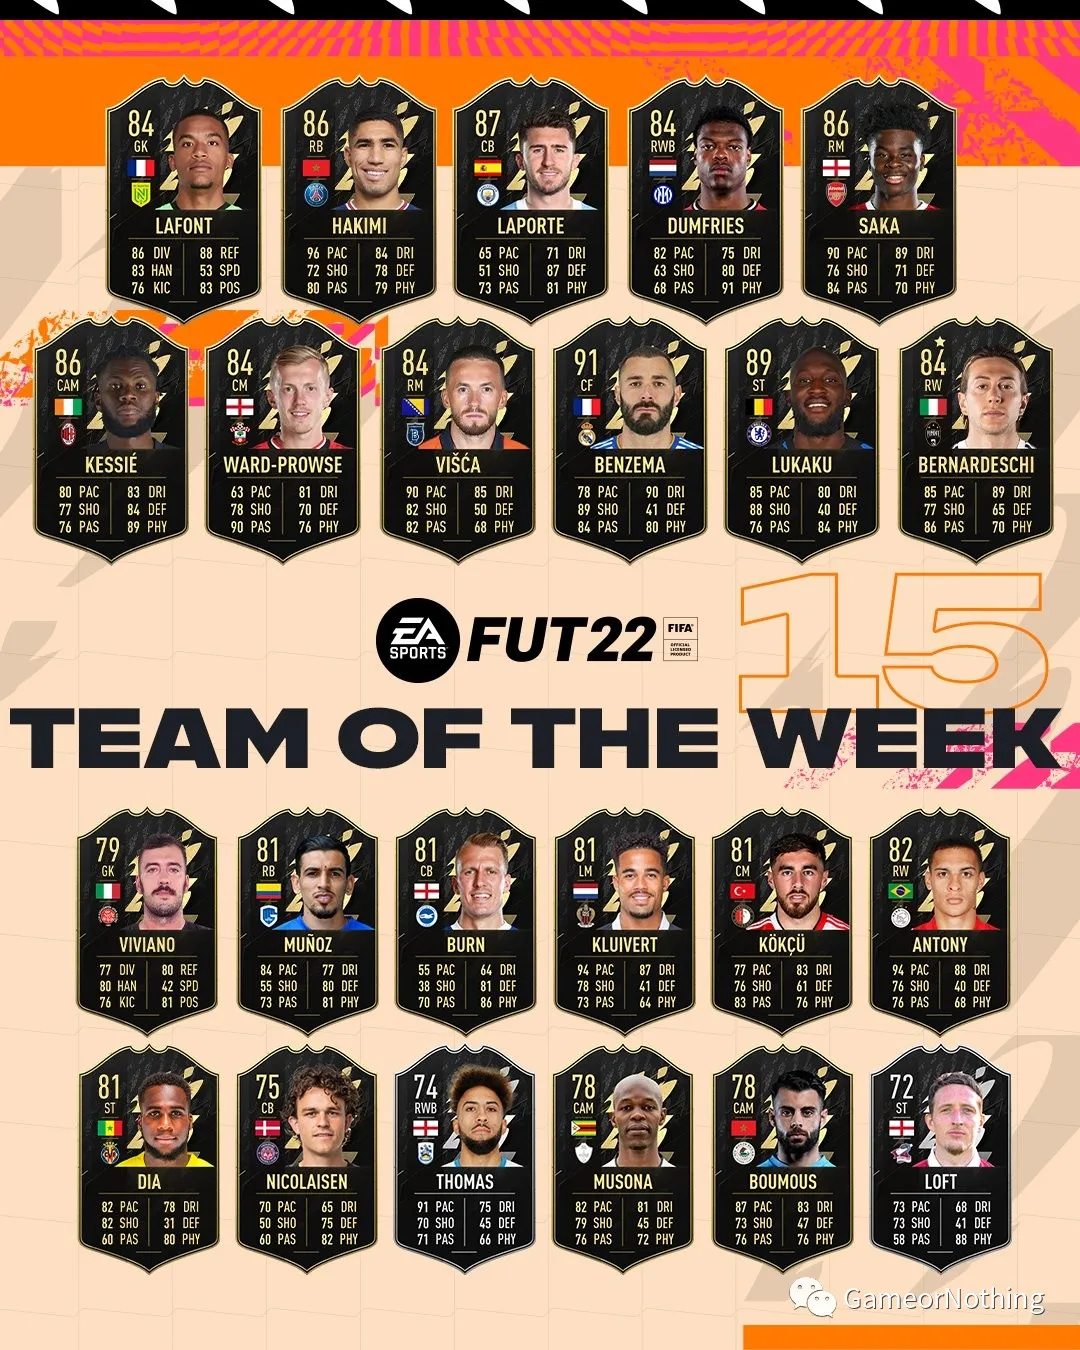 84 GK LAFONT
86 DIV 88 REF
83 HAN 53 SPD
76 KIC 83 POS
86 RB HAKIMI
96 PAC 84 DRI
72 SHO 78 DEF
80 PAS 79 PHY
87 CB LAPORTE
65 PAC 71 DRI
51 SHO 87 DEF
73 PAS 81 PHY
84 RWB DUMFRIES
82 PAC 75 DRI
63 SHO 80 DEF
68 PAS 91 PHY
86 RM SAKA
90 PAC 89 DRI
76 SHO 71 DEF
84 PAS 70 PHY
86 CAM KESSIÉ
80 PAC 83 DRI
77 SHO 84 DEF
76 PAS 89 PHY
84 CM WARD-PROWSE
63 PAC 81 DRI
78 SHO 70 DEF
90 PAS 76 PHY
84 RM VIŠĆA
90 PAC 85 DRI
82 SHO 50 DEF
82 PAS 68 PHY
91 CF BENZEMA
78 PAC 90 DRI
89 SHO 41 DEF
84 PAS 80 PHY
89 ST LUKAKU
85 PAC 80 DRI
88 SHO 40 DEF
76 PAS 84 PHY
84 RW BERNARDESCHI
85 PAC 89 DRI
77 SHO 65 DEF
86 PAS 70 PHY
EA SPORTS FUT22 FIFA OFFICIAL LICENSED PRODUCT
15
TEAM OF THE WEEK
79 GK VIVIANO
77 DIV 80 REF
80 HAN 42 SPD
76 KIC 81 POS
81 RB MUÑOZ
84 PAC 77 DRI
55 SHO 80 DEF
73 PAS 81 PHY
81 CB BURN
55 PAC 64 DRI
38 SHO 81 DEF
70 PAS 86 PHY
81 LM KLUIVERT
94 PAC 87 DRI
78 SHO 41 DEF
73 PAS 64 PHY
81 CM KÖKÇÜ
77 PAC 83 DRI
76 SHO 61 DEF
83 PAS 76 PHY
82 RW ANTONY
94 PAC 88 DRI
76 SHO 40 DEF
76 PAS 68 PHY
81 ST DIA
82 PAC 78 DRI
82 SHO 31 DEF
60 PAS 80 PHY
75 CB NICOLAISEN
70 PAC 65 DRI
50 SHO 75 DEF
60 PAS 82 PHY
74 RWB THOMAS
91 PAC 75 DRI
70 SHO 45 DEF
71 PAS 66 PHY
78 CAM MUSONA
82 PAC 81 DRI
79 SHO 45 DEF
76 PAS 72 PHY
78 CAM BOUMOUS
87 PAC 83 DRI
73 SHO 47 DEF
76 PAS 76 PHY
72 ST LOFT
73 PAC 68 DRI
73 SHO 41 DEF
58 PAS 88 PHY
GameorNothing